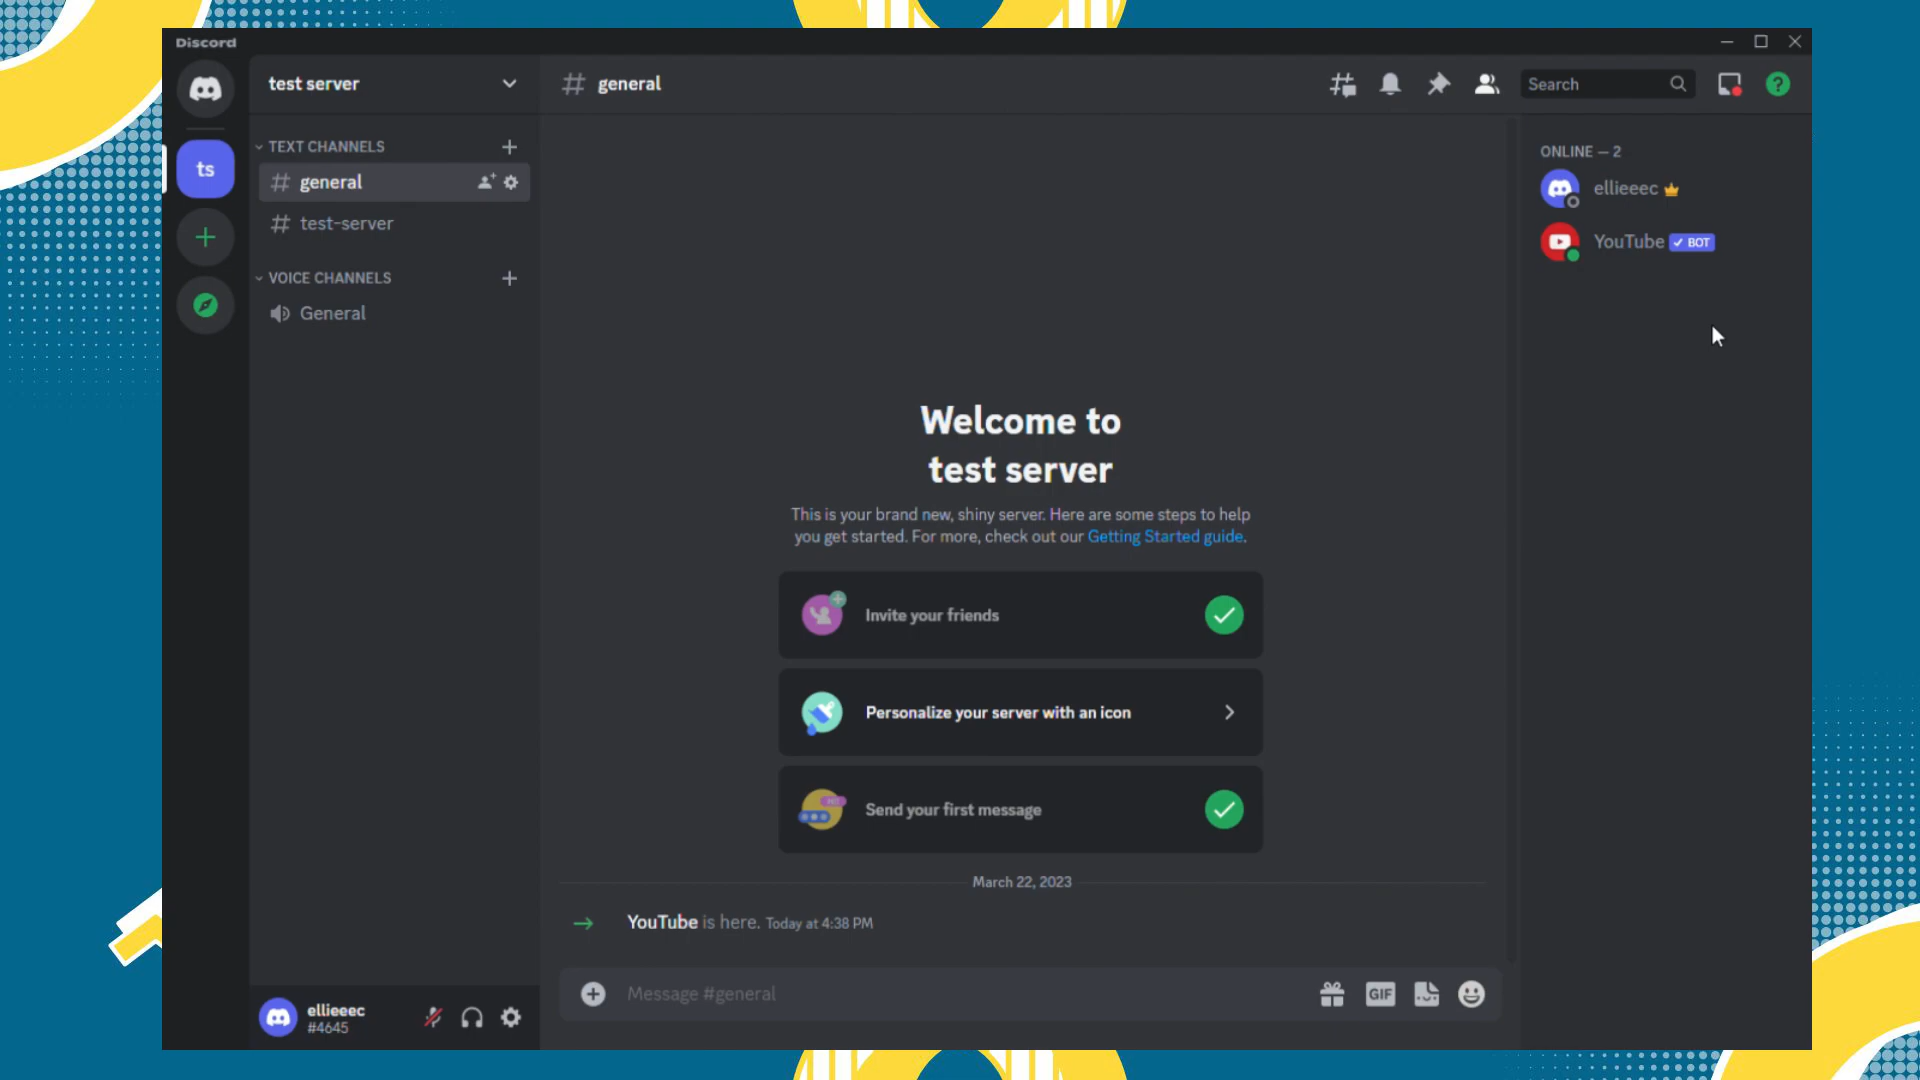 Discord
test server
general
Search
?
TEXT CHANNELS
general
test-server
VOICE CHANNELS
General
ts
ONLINE — 2
ellieeec
YouTube ✓ BOT
Welcome to
test server
This is your brand new, shiny server. Here are some steps to help
you get started. For more, check out our Getting Started guide.
Invite your friends
Personalize your server with an icon
Send your first message
March 22, 2023
YouTube is here. Today at 4:38 PM
Message #general
GIF
ellieeec
#4645